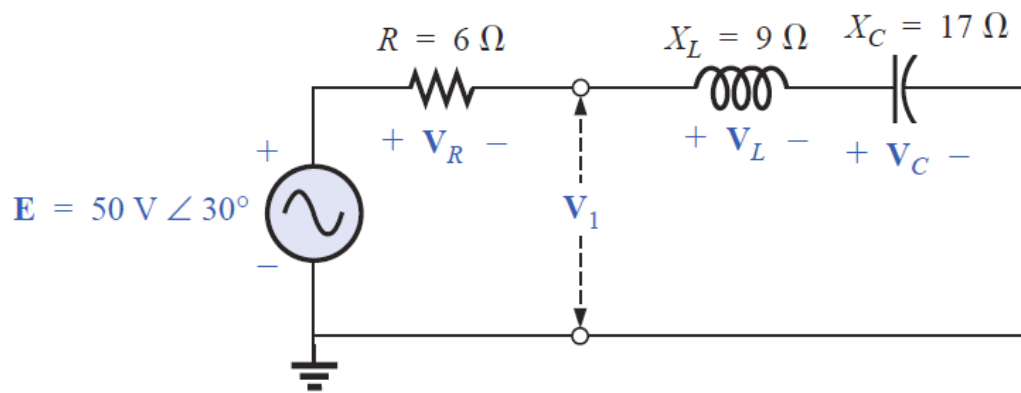 R = 6 Ω
X_L = 9 Ω
X_C = 17 Ω
+ V_R −
+ V_L −
+ V_C −
+
E = 50 V ∠ 30°
−
V_1